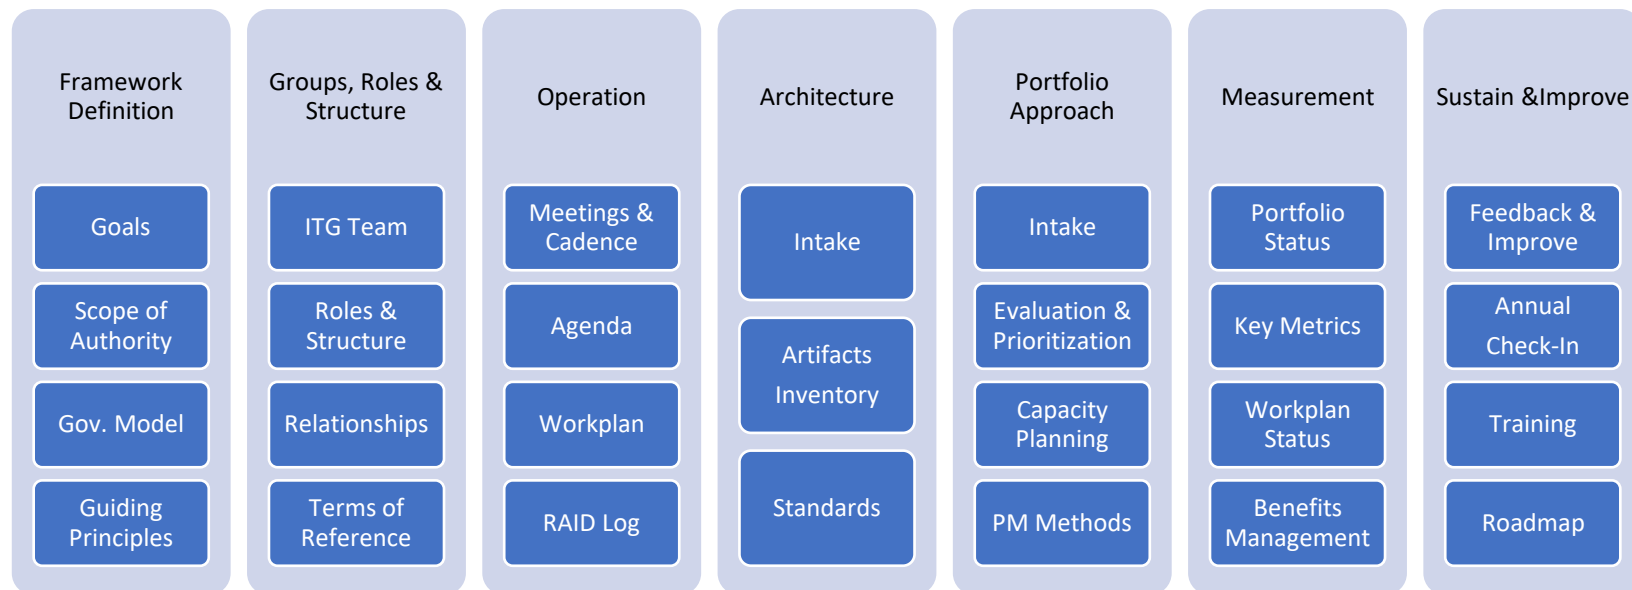 Framework
Definition
Goals
Scope of
Authority
Gov. Model
Guiding
Principles
Groups, Roles &
Structure
ITG Team
Roles &
Structure
Relationships
Terms of
Reference
Operation
Meetings &
Cadence
Agenda
Workplan
RAID Log
Architecture
Intake
Artifacts
Inventory
Standards
Portfolio
Approach
Intake
Evaluation &
Prioritization
Capacity
Planning
PM Methods
Measurement
Portfolio
Status
Key Metrics
Workplan
Status
Benefits
Management
Sustain &Improve
Feedback &
Improve
Annual
Check-In
Training
Roadmap